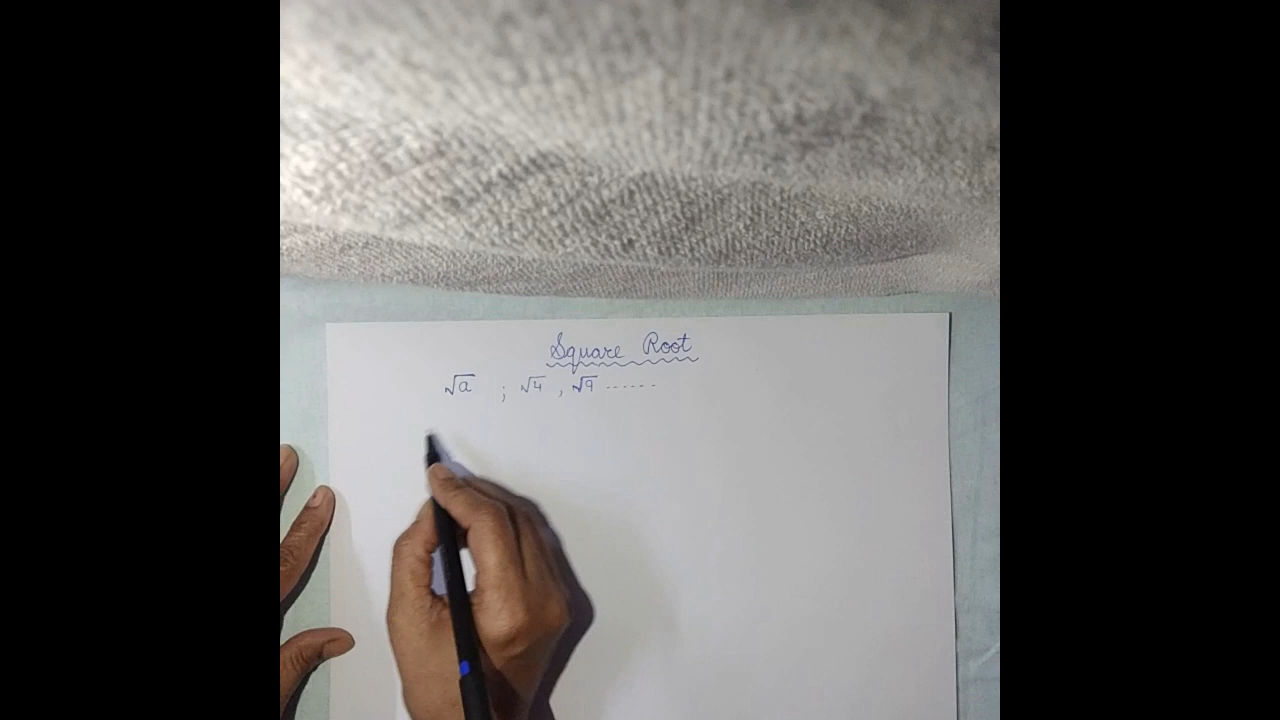 Square Root
√a ; √4 , √9 ------